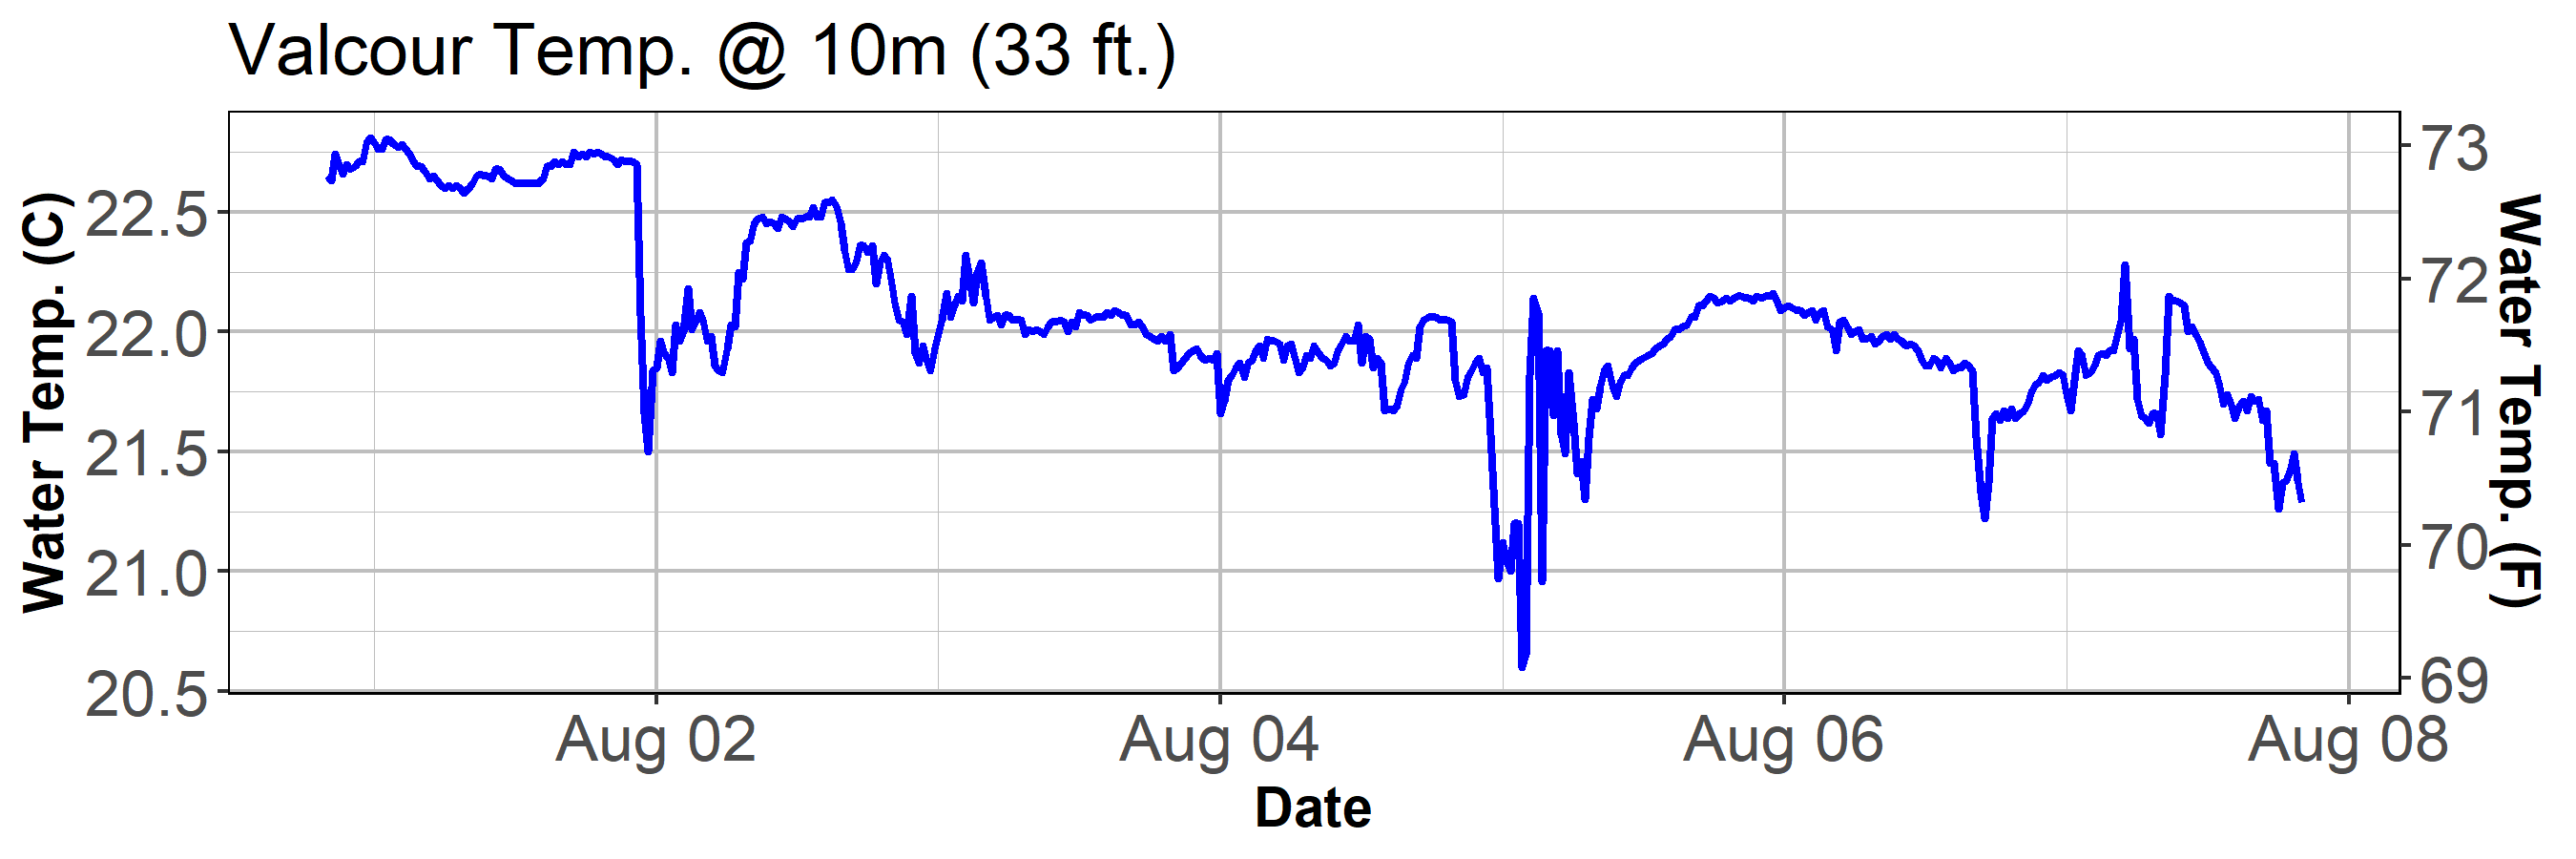 Valcour Temp. @ 10m (33 ft.)
Water Temp. (C)
22.5
22.0
21.5
21.0
20.5
73
72
71
70
69
Water Temp. (F)
Aug 02
Aug 04
Aug 06
Aug 08
Date